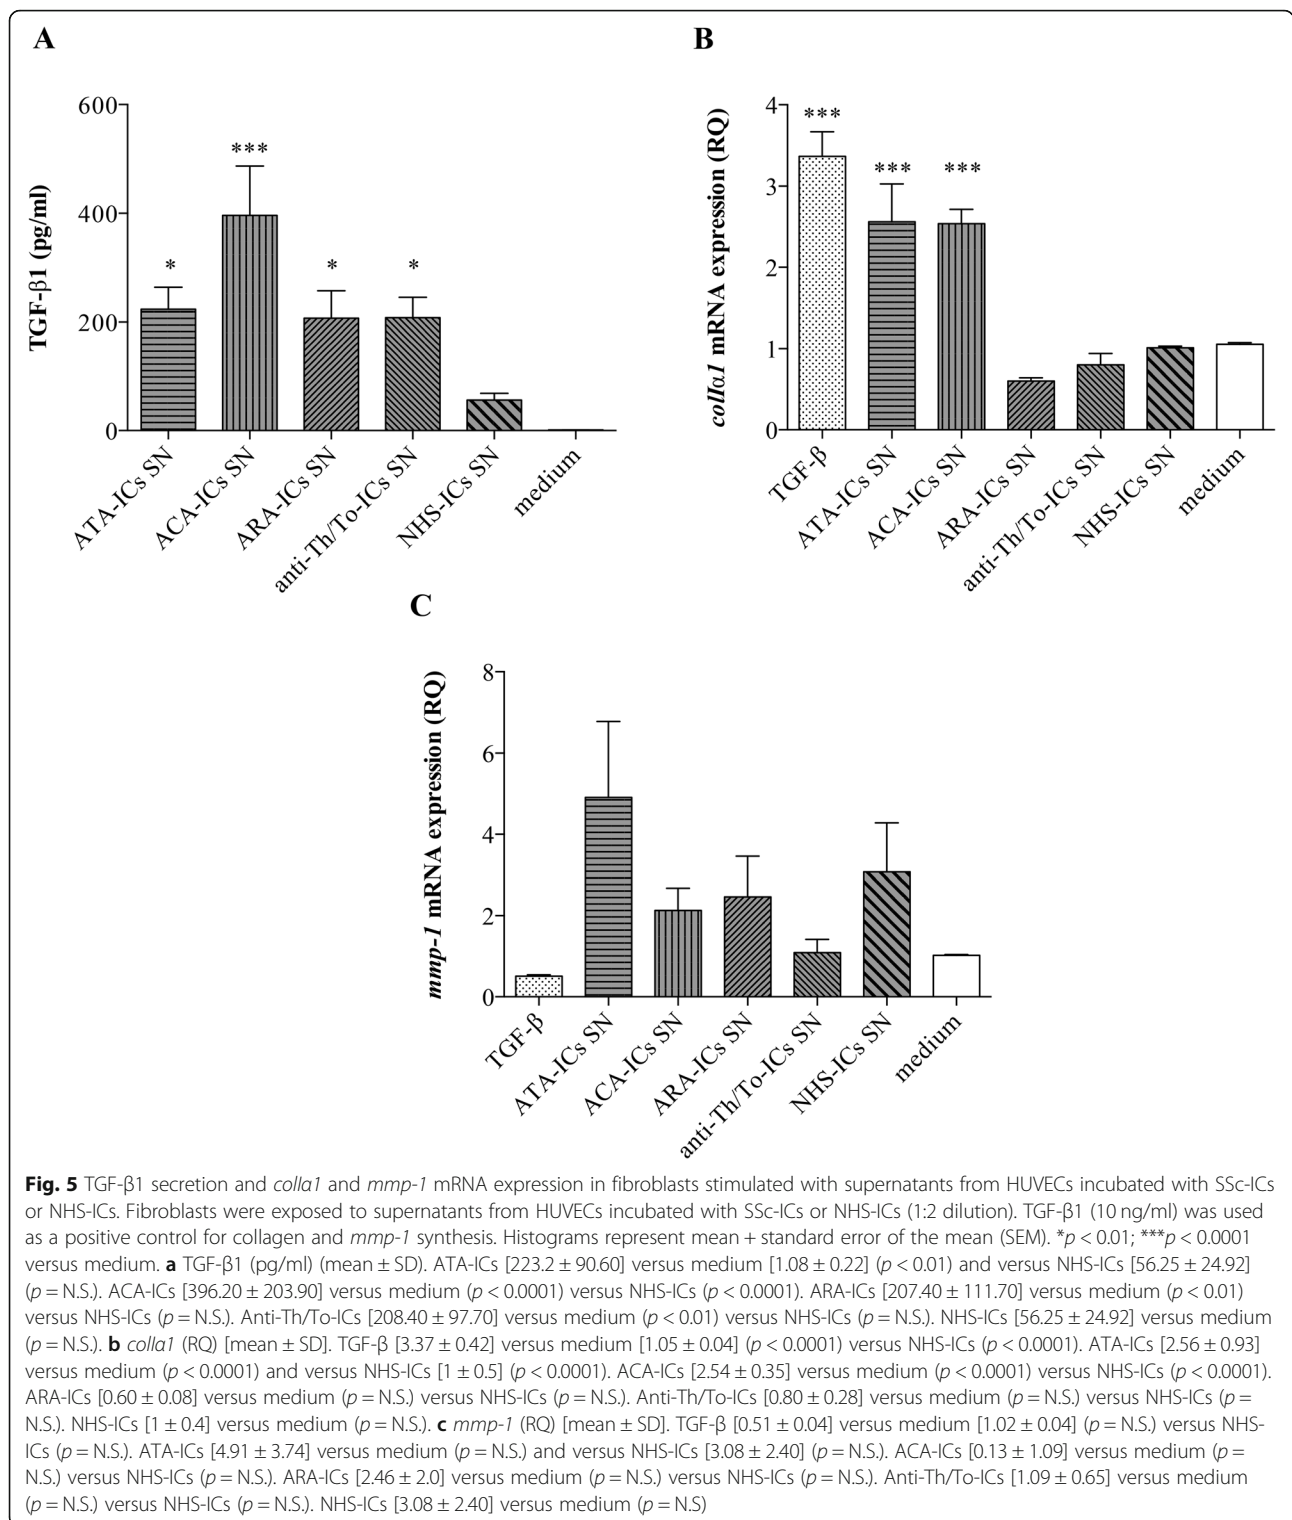 A
TGF-β1 (pg/ml)
600
400
200
0
*
***
*
*
ATA-ICs SN
ACA-ICs SN
ARA-ICs SN
anti-Th/To-ICs SN
NHS-ICs SN
medium
B
collα1 mRNA expression (RQ)
4
3
2
1
0
***
***
***
TGF-β
ATA-ICs SN
ACA-ICs SN
ARA-ICs SN
anti-Th/To-ICs SN
NHS-ICs SN
medium
C
mmp-1 mRNA expression (RQ)
8
6
4
2
0
TGF-β
ATA-ICs SN
ACA-ICs SN
ARA-ICs SN
anti-Th/To-ICs SN
NHS-ICs SN
medium
Fig. 5 TGF-β1 secretion and collα1 and mmp-1 mRNA expression in fibroblasts stimulated with supernatants from HUVECs incubated with SSc-ICs
or NHS-ICs. Fibroblasts were exposed to supernatants from HUVECs incubated with SSc-ICs or NHS-ICs (1:2 dilution). TGF-β1 (10 ng/ml) was used
as a positive control for collagen and mmp-1 synthesis. Histograms represent mean + standard error of the mean (SEM). *p < 0.01; ***p < 0.0001
versus medium. a TGF-β1 (pg/ml) (mean ± SD). ATA-ICs [223.2 ± 90.60] versus medium [1.08 ± 0.22] (p < 0.01) and versus NHS-ICs [56.25 ± 24.92]
(p = N.S.). ACA-ICs [396.20 ± 203.90] versus medium (p < 0.0001) versus NHS-ICs (p < 0.0001). ARA-ICs [207.40 ± 111.70] versus medium (p < 0.01)
versus NHS-ICs (p = N.S.). Anti-Th/To-ICs [208.40 ± 97.70] versus medium (p < 0.01) versus NHS-ICs (p = N.S.). NHS-ICs [56.25 ± 24.92] versus medium
(p = N.S.). b collα1 (RQ) [mean ± SD]. TGF-β [3.37 ± 0.42] versus medium [1.05 ± 0.04] (p < 0.0001) versus NHS-ICs (p < 0.0001). ATA-ICs [2.56 ± 0.93]
versus medium (p < 0.0001) and versus NHS-ICs [1 ± 0.5] (p < 0.0001). ACA-ICs [2.54 ± 0.35] versus medium (p < 0.0001) versus NHS-ICs (p < 0.0001).
ARA-ICs [0.60 ± 0.08] versus medium (p = N.S.) versus NHS-ICs (p = N.S.). Anti-Th/To-ICs [0.80 ± 0.28] versus medium (p = N.S.) versus NHS-ICs (p =
N.S.). NHS-ICs [1 ± 0.4] versus medium (p = N.S.). c mmp-1 (RQ) [mean ± SD]. TGF-β [0.51 ± 0.04] versus medium [1.02 ± 0.04] (p = N.S.) versus NHS-
ICs (p = N.S.). ATA-ICs [4.91 ± 3.74] versus medium (p = N.S.) and versus NHS-ICs [3.08 ± 2.40] (p = N.S.). ACA-ICs [0.13 ± 1.09] versus medium (p =
N.S.) versus NHS-ICs (p = N.S.). ARA-ICs [2.46 ± 2.0] versus medium (p = N.S.) versus NHS-ICs (p = N.S.). Anti-Th/To-ICs [1.09 ± 0.65] versus medium
(p = N.S.) versus NHS-ICs (p = N.S.). NHS-ICs [3.08 ± 2.40] versus medium (p = N.S)